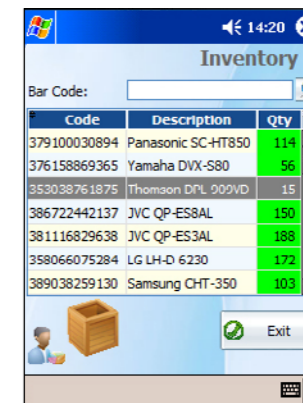 14:20
Inventory
Bar Code:
Code Description Qty
379100030894 Panasonic SC-HT850 114
376158869365 Yamaha DVX-S80 56
353038761875 Thomson DPL 909VD 15
386722442137 JVC QP-ES8AL 150
381116829638 JVC QP-ES3AL 188
358066075284 LG LH-D 6230 172
389038259130 Samsung CHT-350 103
Exit